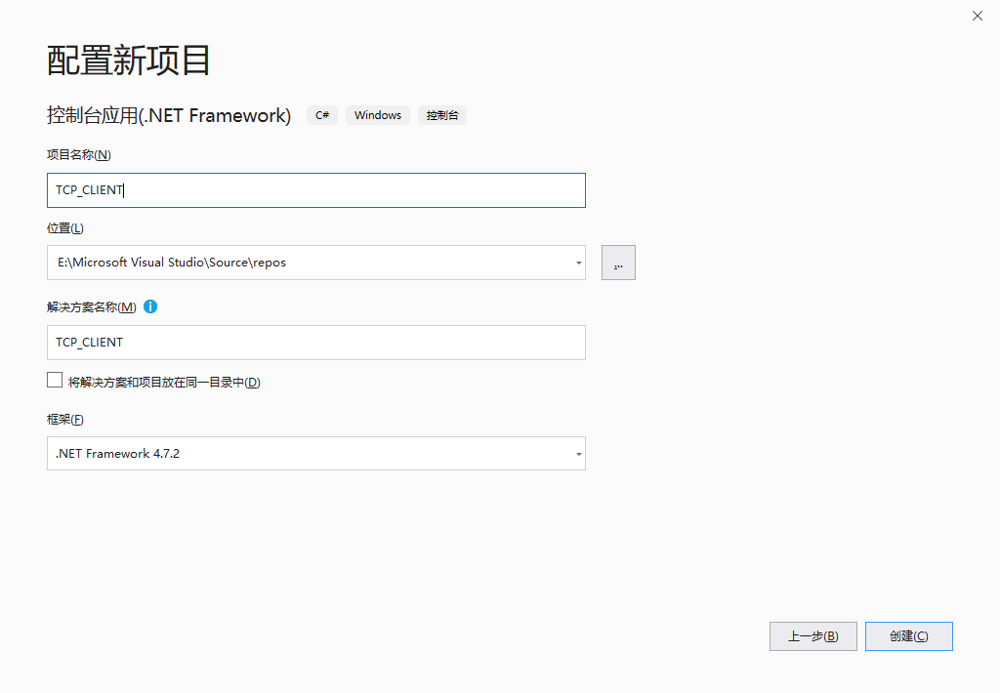 配置新项目
控制台应用(.NET Framework) C# Windows 控制台
项目名称(N)
TCP_CLIENT
位置(L)
E:\Microsoft Visual Studio\Source\repos
...
解决方案名称(M)
TCP_CLIENT
将解决方案和项目放在同一目录中(D)
框架(F)
.NET Framework 4.7.2
上一步(B) 创建(C)